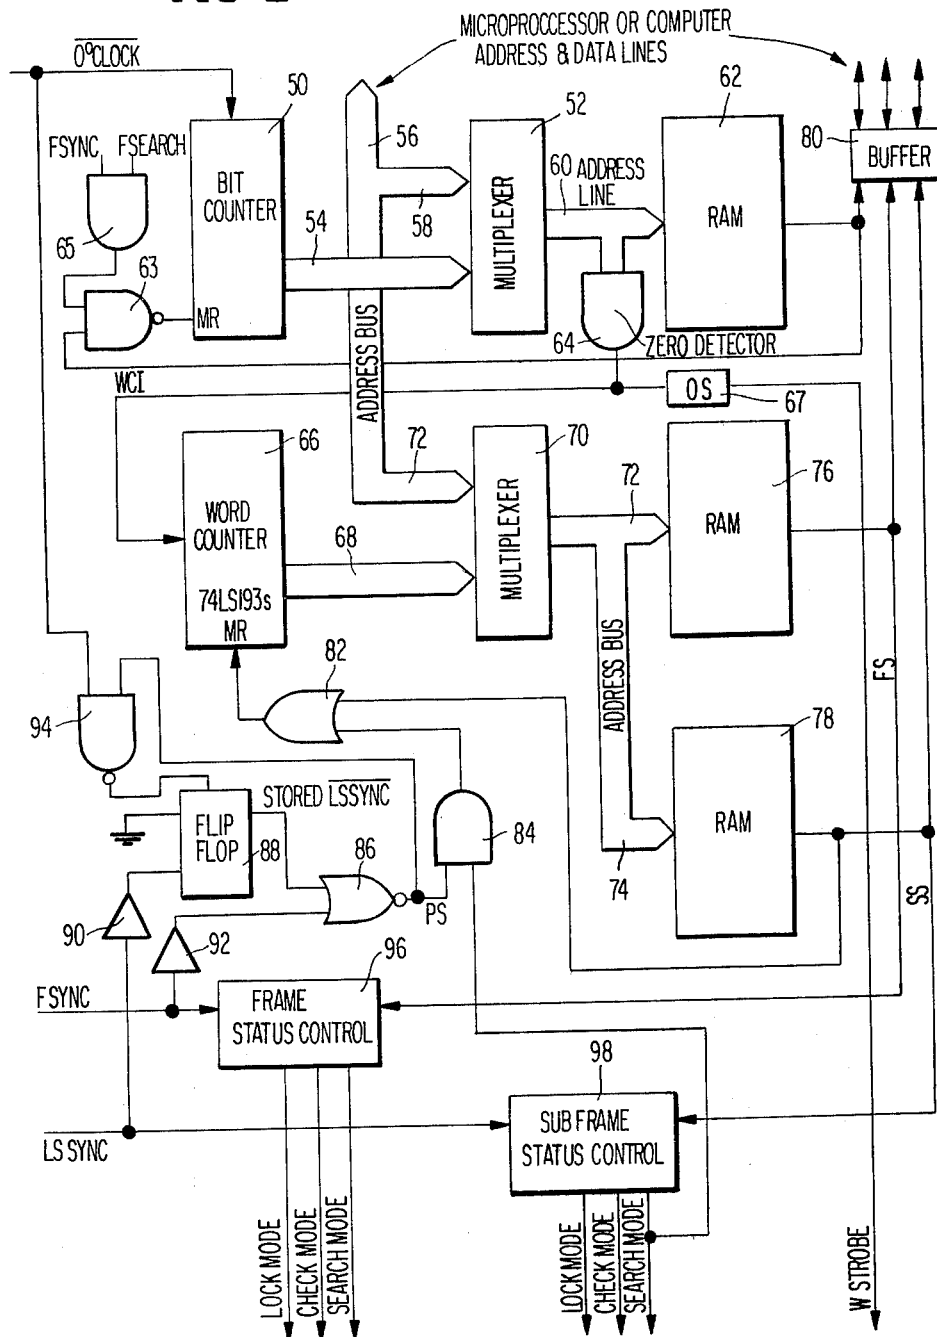 MICROPROCCESSOR OR COMPUTER
ADDRESS & DATA LINES
0°CLOCK
50
52
62
56
80
BUFFER
FSYNC
FSEARCH
BIT
COUNTER
MULTIPLEXER
60 ADDRESS
LINE
RAM
58
65
54
63
MR
64
ZERO DETECTOR
WCI
ADDRESS BUS
OS
67
66
72
70
72
76
WORD
COUNTER
74LS193s
MR
68
MULTIPLEXER
RAM
ADDRESS BUS
FS
82
94
78
STORED LSSYNC
FLIP
FLOP
88
86
84
RAM
74
PS
SS
90
92
96
F SYNC
FRAME
STATUS CONTROL
98
LS SYNC
SUB FRAME
STATUS CONTROL
LOCK MODE
CHECK MODE
SEARCH MODE
LOCK MODE
CHECK MODE
SEARCH MODE
W STROBE